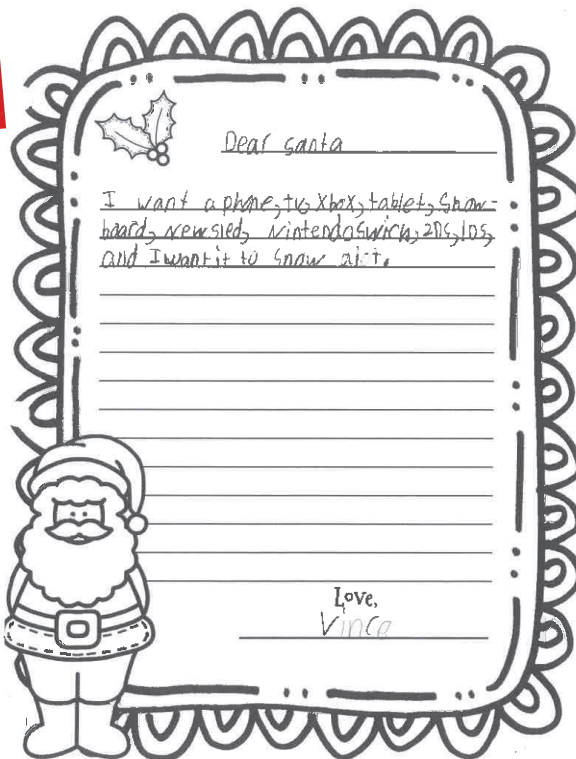 Dear santa
I want a phone, tv, Xbox, tablet, snow-
board, new sled, Nintendo Swich, 2Ds, 1Ds,
and I want it to snow alot.
Love,
Vince